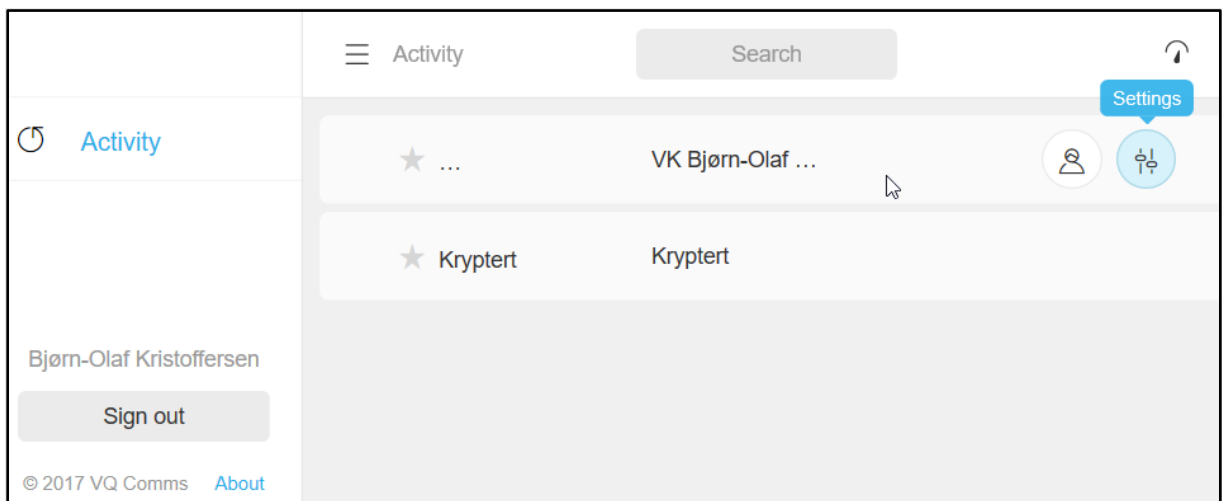 Activity
Search
Settings
Activity
... VK Bjørn-Olaf ...
Kryptert Kryptert
Bjørn-Olaf Kristoffersen
Sign out
© 2017 VQ Comms About